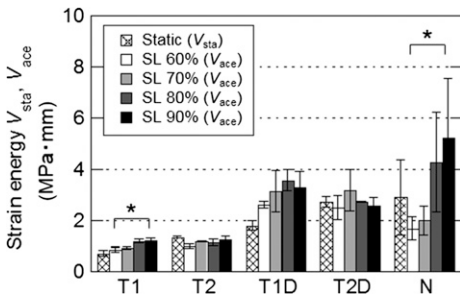 Strain energy Vsta, Vace
(MPa·mm)
10
8
6
4
2
0
Static (Vsta)
SL 60% (Vace)
SL 70% (Vace)
SL 80% (Vace)
SL 90% (Vace)
*
*
T1 T2 T1D T2D N